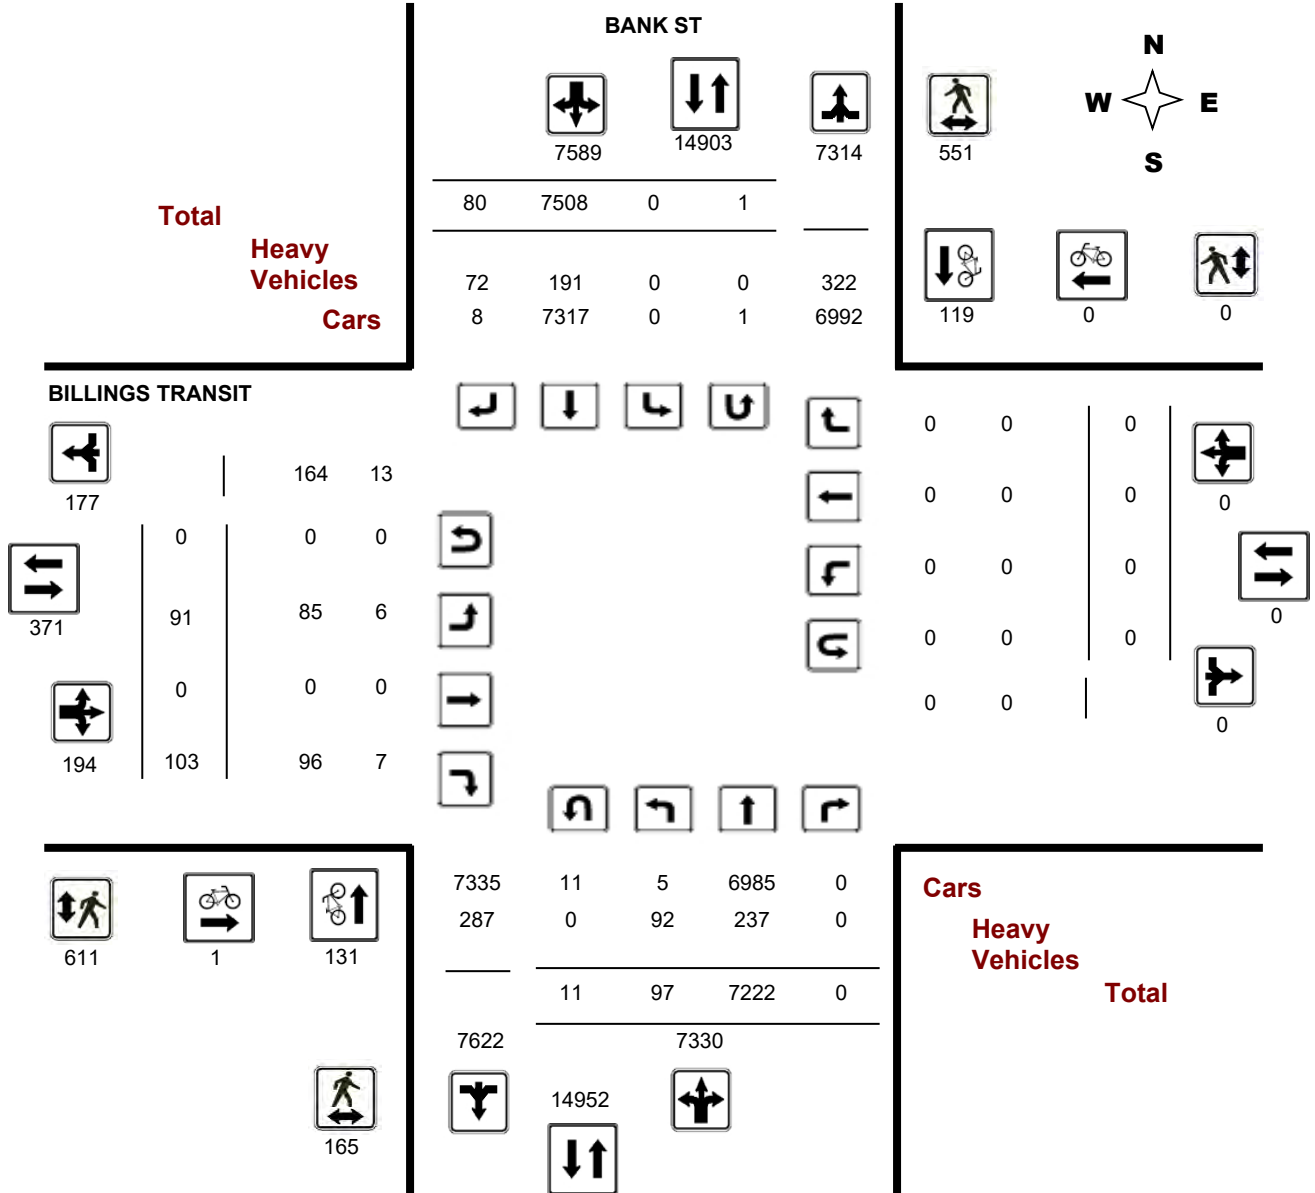 BANK ST
N
W E
S
7589 14903 7314 551
80 7508 0 1
Total
Heavy
Vehicles
Cars
72 191 0 0 322
8 7317 0 1 6992
119 0 0
BILLINGS TRANSIT
177
164 13
0 0 0
371
91 85 6
0 0 0
194
103 96 7
0 0 0
0 0 0
0
0 0 0
0
0 0 0
0 0
0
7335 11 5 6985 0
287 0 92 237 0
611 1 131
11 97 7222 0
7622 7330
14952
165
Cars
Heavy
Vehicles
Total